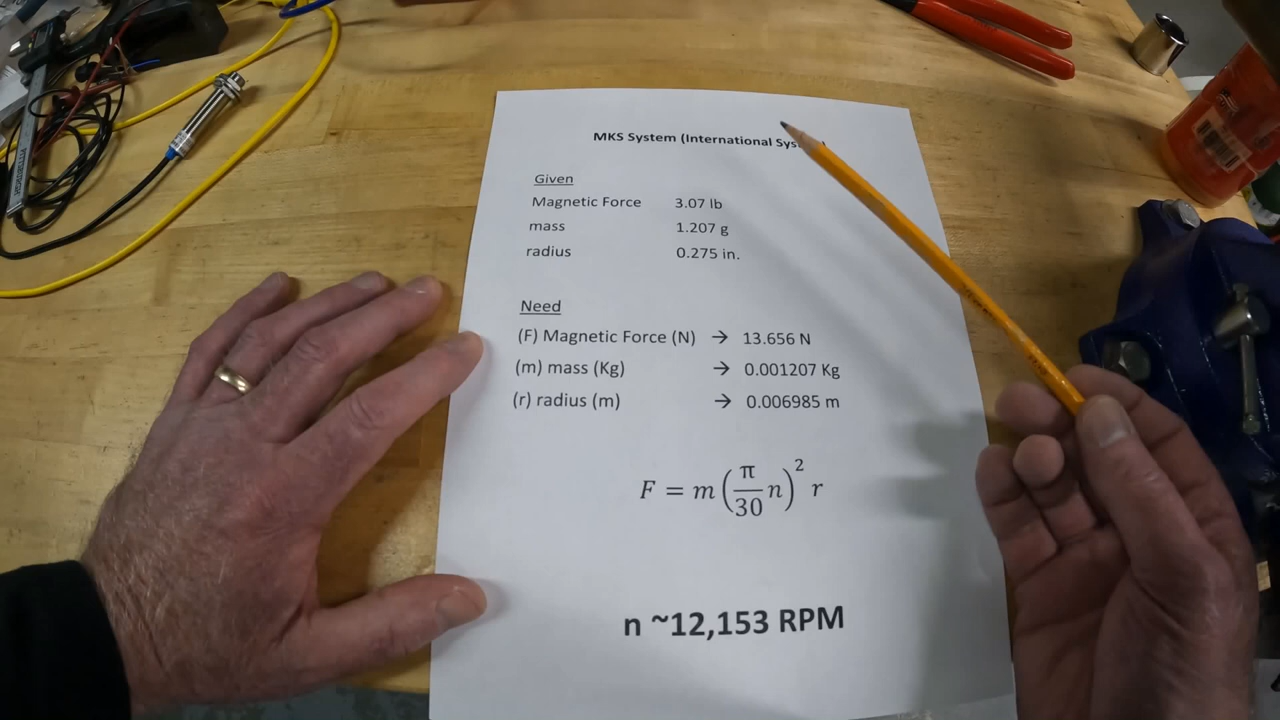 MKS System (International
Given
Magnetic Force 3.07 lb
mass 1.207 g
radius 0.275 in.
Need
(F) Magnetic Force (N) → 13.656 N
(m) mass (Kg) → 0.001207 Kg
(r) radius (m) → 0.006985 m
F = m(π/30 n)² r
n ~12,153 RPM